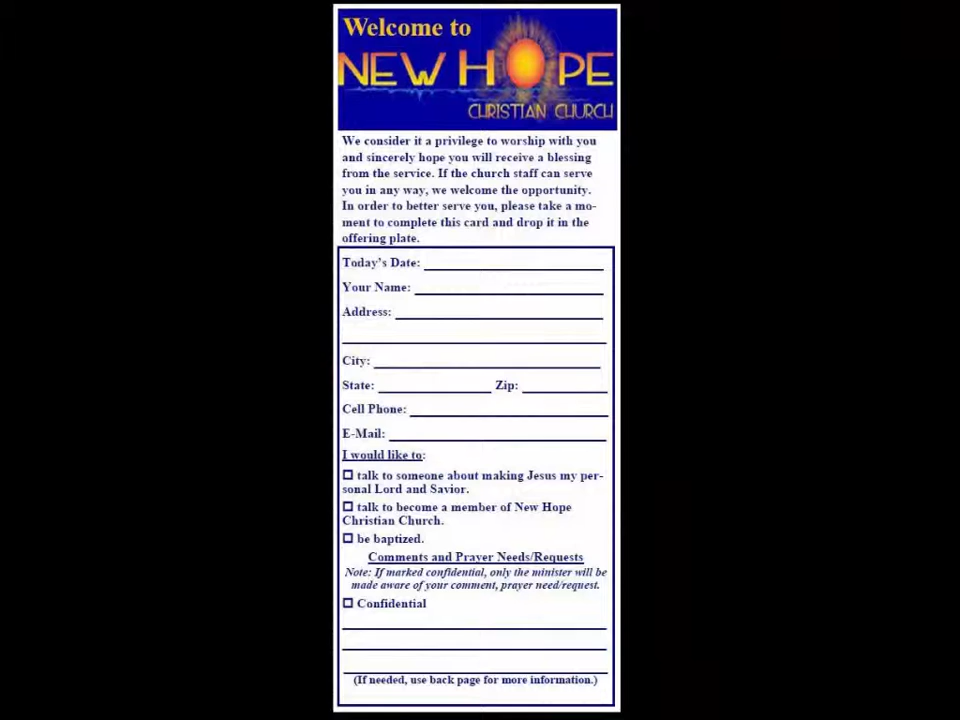 Welcome to
NEW HOPE
CHRISTIAN CHURCH
We consider it a privilege to worship with you
and sincerely hope you will receive a blessing
from the service. If the church staff can serve
you in any way, we welcome the opportunity.
In order to better serve you, please take a mo-
ment to complete this card and drop it in the
offering plate.
Today's Date:
Your Name:
Address:
City:
State: Zip:
Cell Phone:
E-Mail:
I would like to:
talk to someone about making Jesus my per-
sonal Lord and Savior.
talk to become a member of New Hope
Christian Church.
be baptized.
Comments and Prayer Needs/Requests
Note: If marked confidential, only the minister will be
made aware of your comment, prayer need/request.
Confidential
(If needed, use back page for more information.)